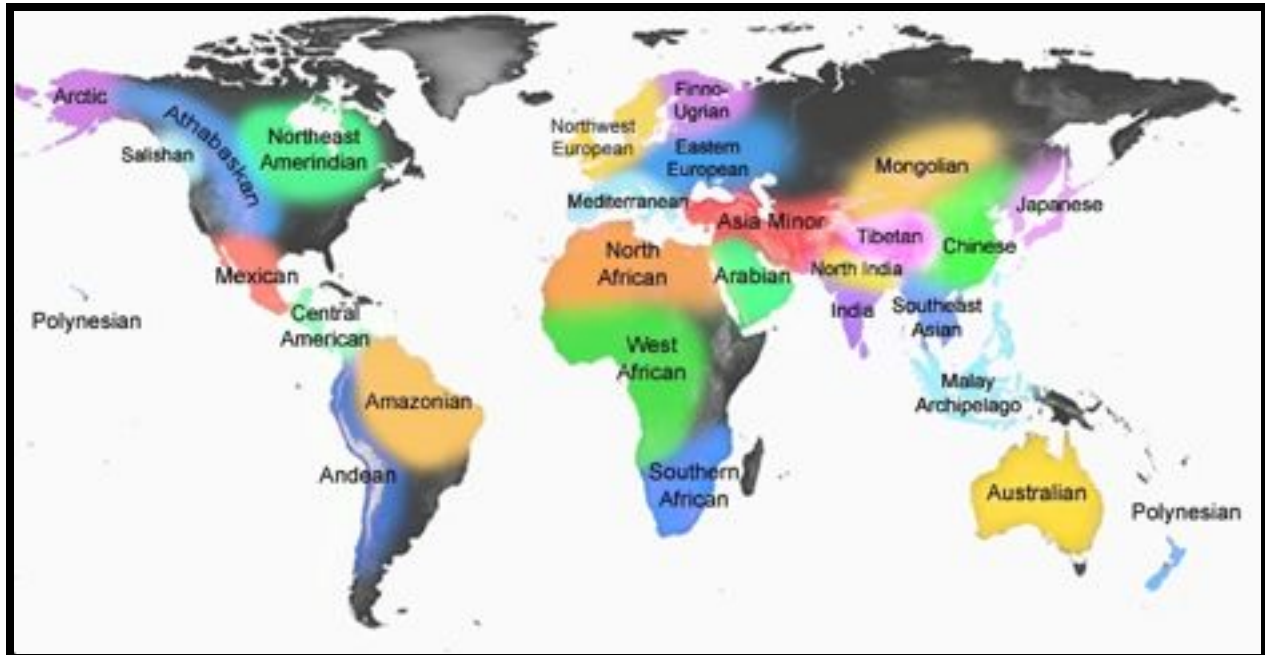 Arctic
Athabaskan
Salishan
Northeast
Amerindian
Mexican
Central
American
Polynesian
Amazonian
Andean
Northwest
European
Finno-
Ugrian
Eastern
European
Mediterranean
Asia Minor
North
African
Arabian
West
African
Southern
African
Mongolian
Tibetan
Chinese
Japanese
North India
India
Southeast
Asian
Malay
Archipelago
Australian
Polynesian